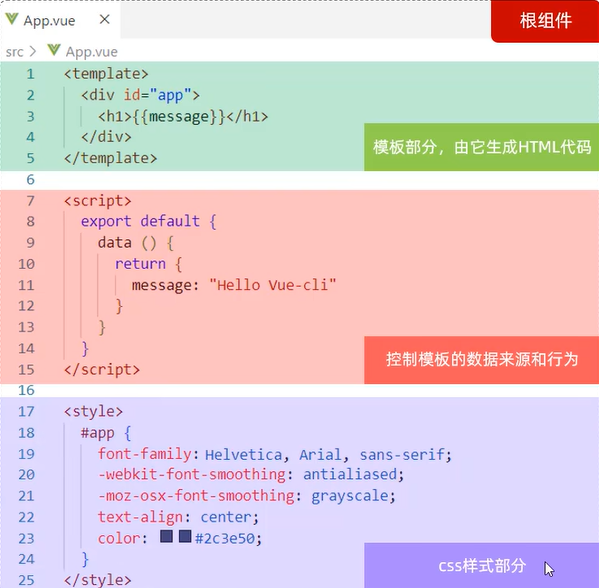 App.vue ×
根组件
src > App.vue
1 <template>
2 <div id="app">
3 <h1>{{message}}</h1>
4 </div>
5 </template>
模板部分，由它生成HTML代码
6
7 <script>
8 export default {
9 data () {
10 return {
11 message: "Hello Vue-cli"
12 }
13 }
14 }
15 </script>
控制模板的数据来源和行为
16
17 <style>
18 #app {
19 font-family: Helvetica, Arial, sans-serif;
20 -webkit-font-smoothing: antialiased;
21 -moz-osx-font-smoothing: grayscale;
22 text-align: center;
23 color: #2c3e50;
24 }
25 </style>
css样式部分